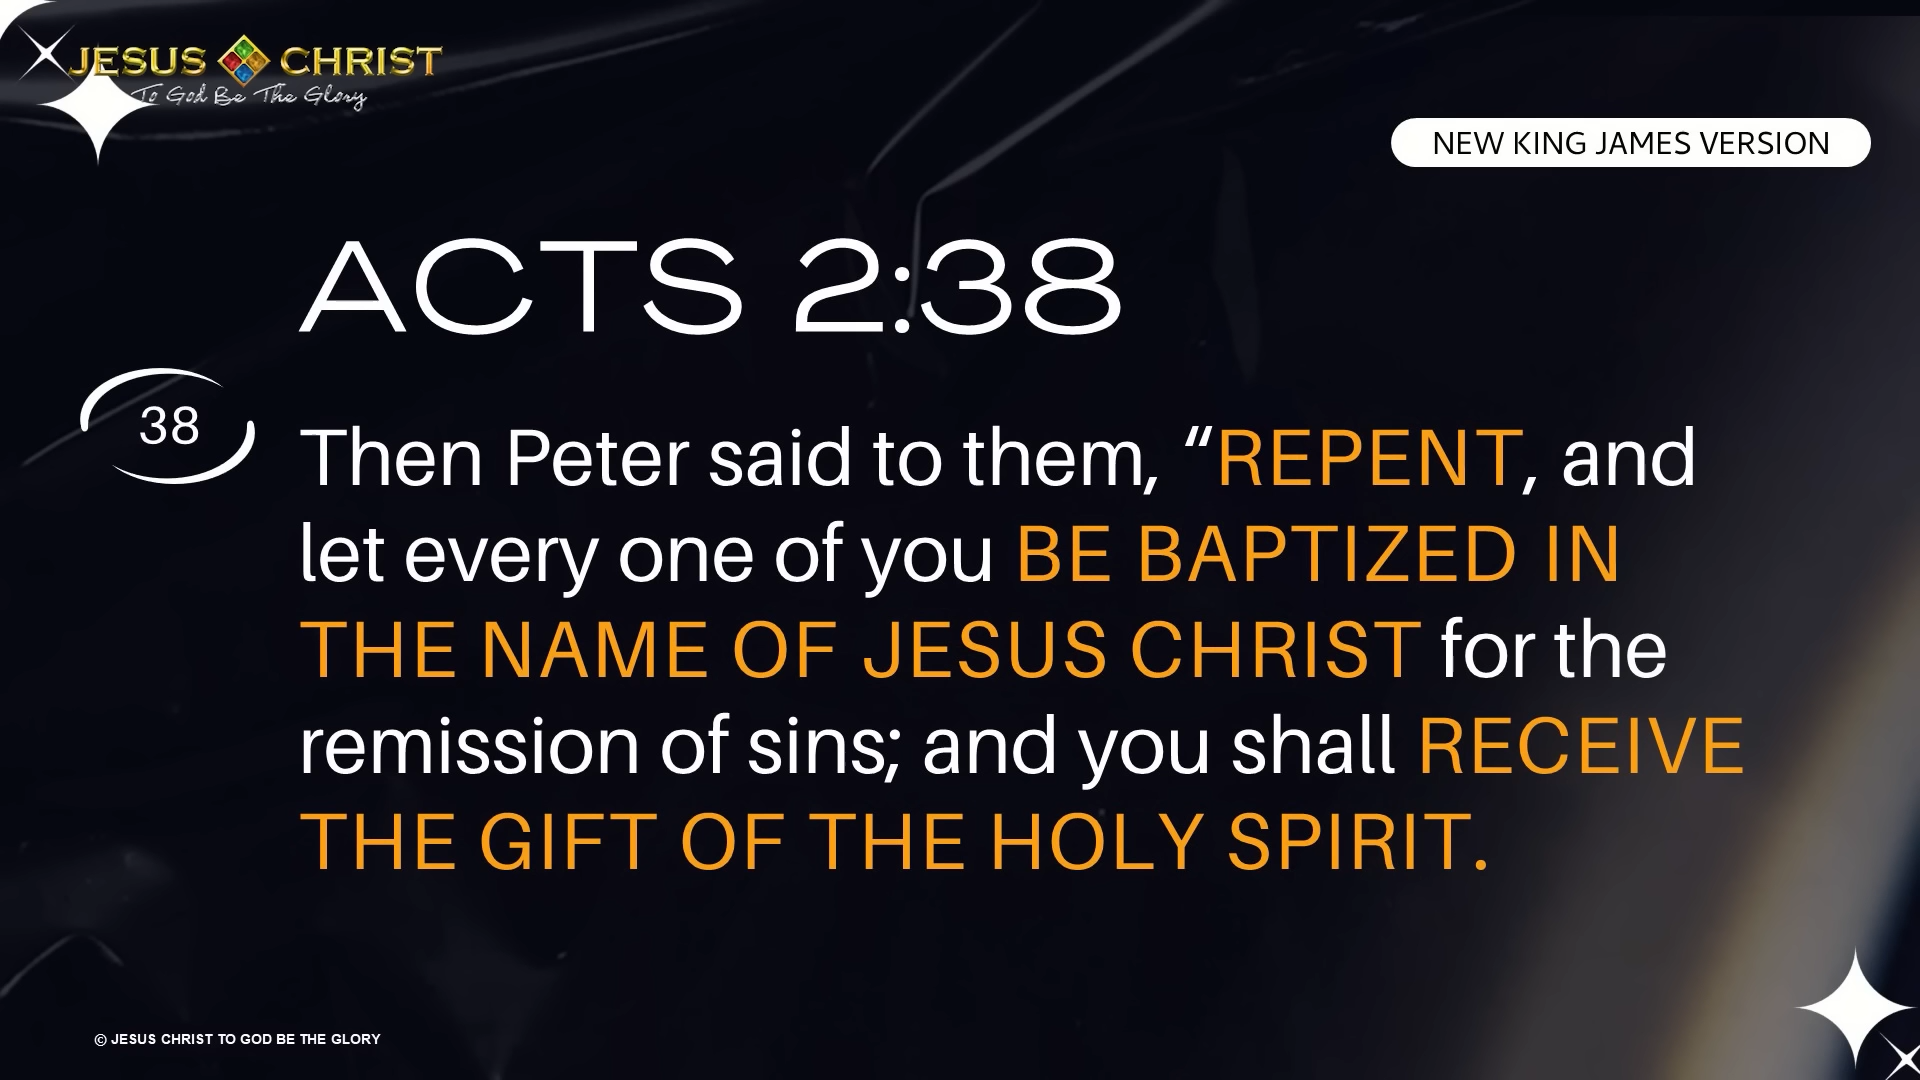 JESUS CHRIST
To God Be The Glory
NEW KING JAMES VERSION
ACTS 2:38
38
Then Peter said to them, “REPENT, and
let every one of you BE BAPTIZED IN
THE NAME OF JESUS CHRIST for the
remission of sins; and you shall RECEIVE
THE GIFT OF THE HOLY SPIRIT.
© JESUS CHRIST TO GOD BE THE GLORY